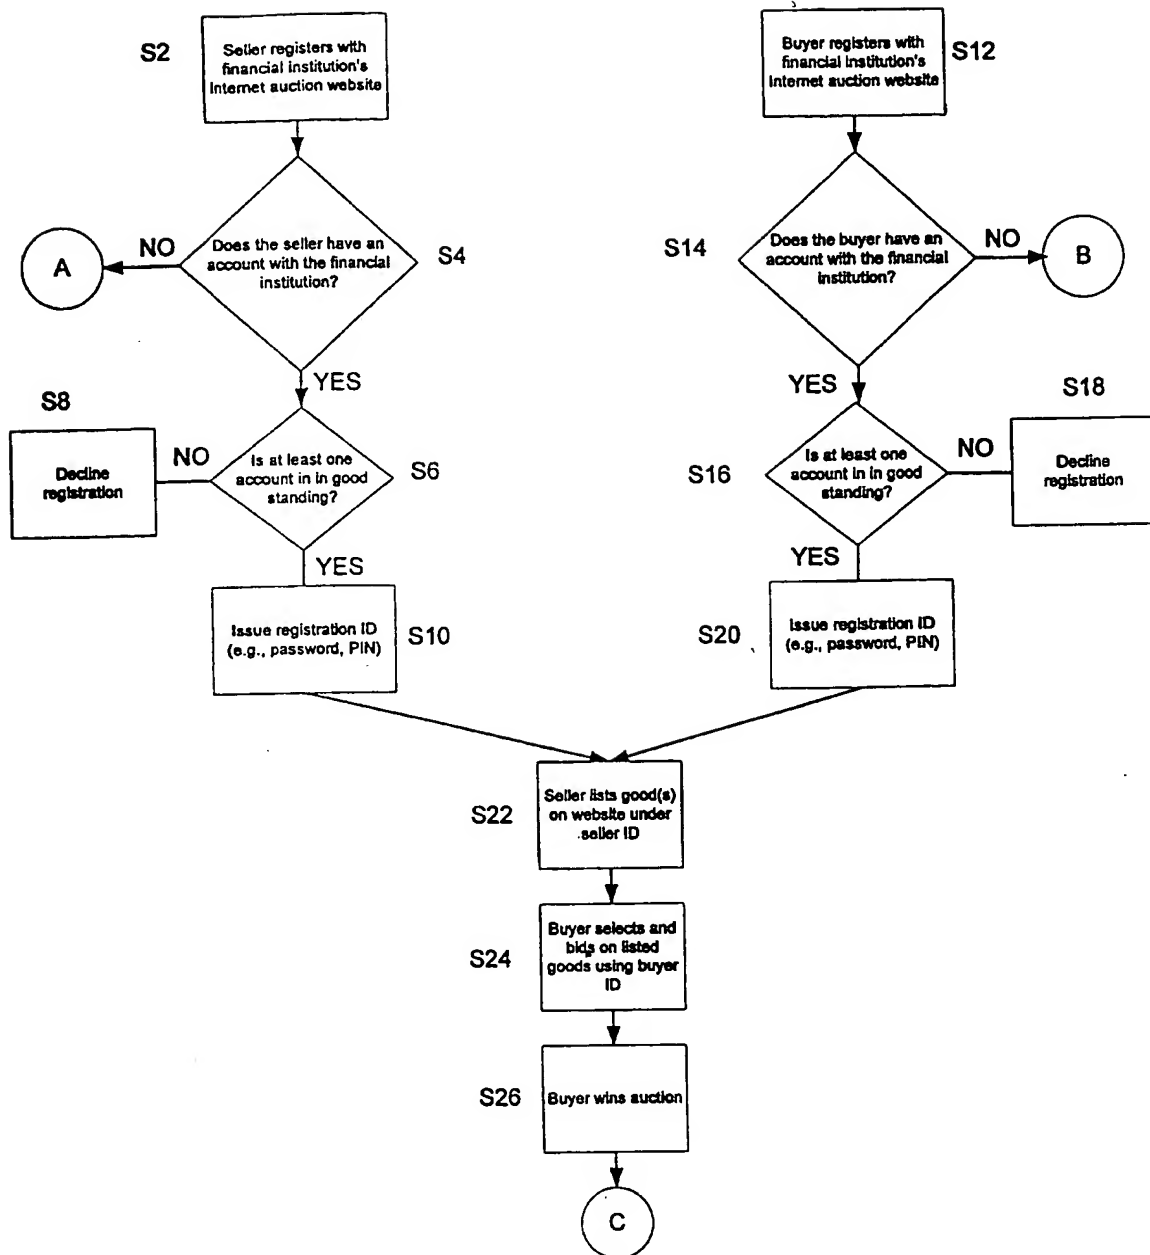 S2
Seller registers with
financial institution's
Internet auction website
Buyer registers with
financial institution's
Internet auction website
S12
A
NO
Does the seller have an
account with the financial
institution?
S4
S14
Does the buyer have an
account with the financial
institution?
NO
B
YES
YES
S8
Decline
registration
NO
Is at least one
account in in good
standing?
S6
S16
Is at least one
account in in good
standing?
NO
S18
Decline
registration
YES
YES
Issue registration ID
(e.g., password, PIN)
S10
S20
Issue registration ID
(e.g., password, PIN)
S22
Seller lists good(s)
on website under
seller ID
S24
Buyer selects and
bids on listed
goods using buyer
ID
S26
Buyer wins auction
C